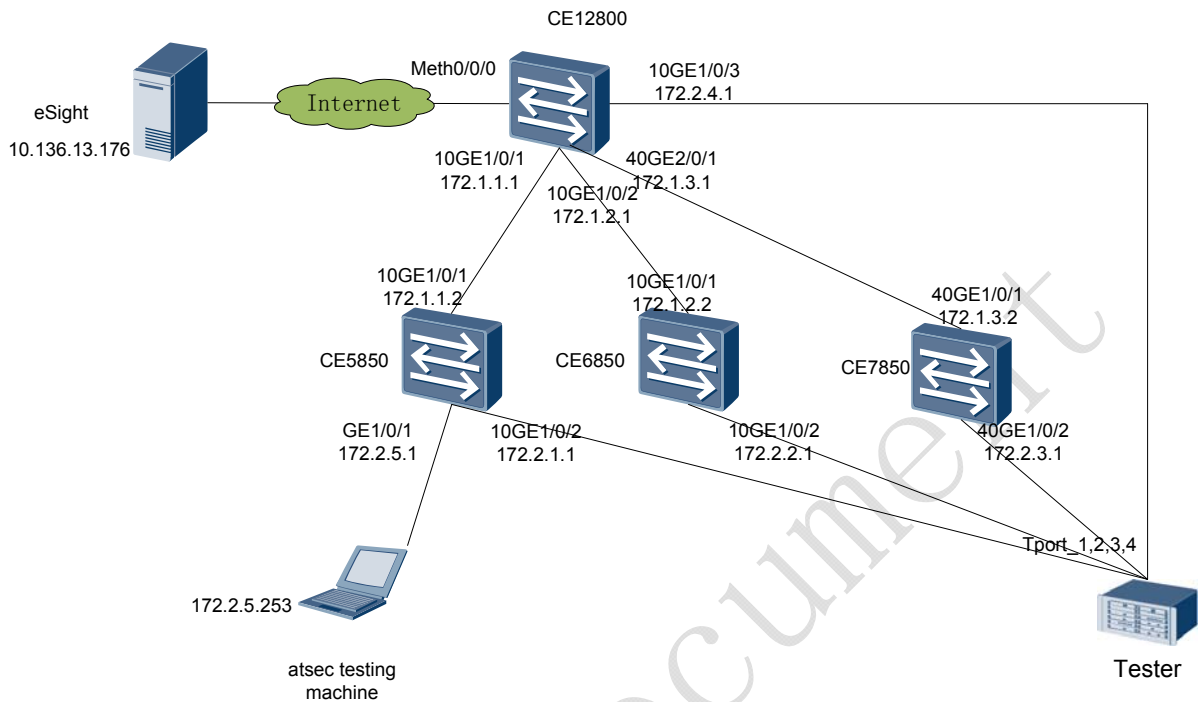 CE12800
Meth0/0/0
10GE1/0/3
172.2.4.1
Internet
eSight
10.136.13.176
10GE1/0/1
172.1.1.1
40GE2/0/1
172.1.3.1
10GE1/0/2
172.1.2.1
10GE1/0/1
172.1.1.2
10GE1/0/1
172.1.2.2
40GE1/0/1
172.1.3.2
CE5850
CE6850
CE7850
GE1/0/1
172.2.5.1
10GE1/0/2
172.2.1.1
10GE1/0/2
172.2.2.1
40GE1/0/2
172.2.3.1
Tport_1,2,3,4
172.2.5.253
atsec testing
machine
Tester